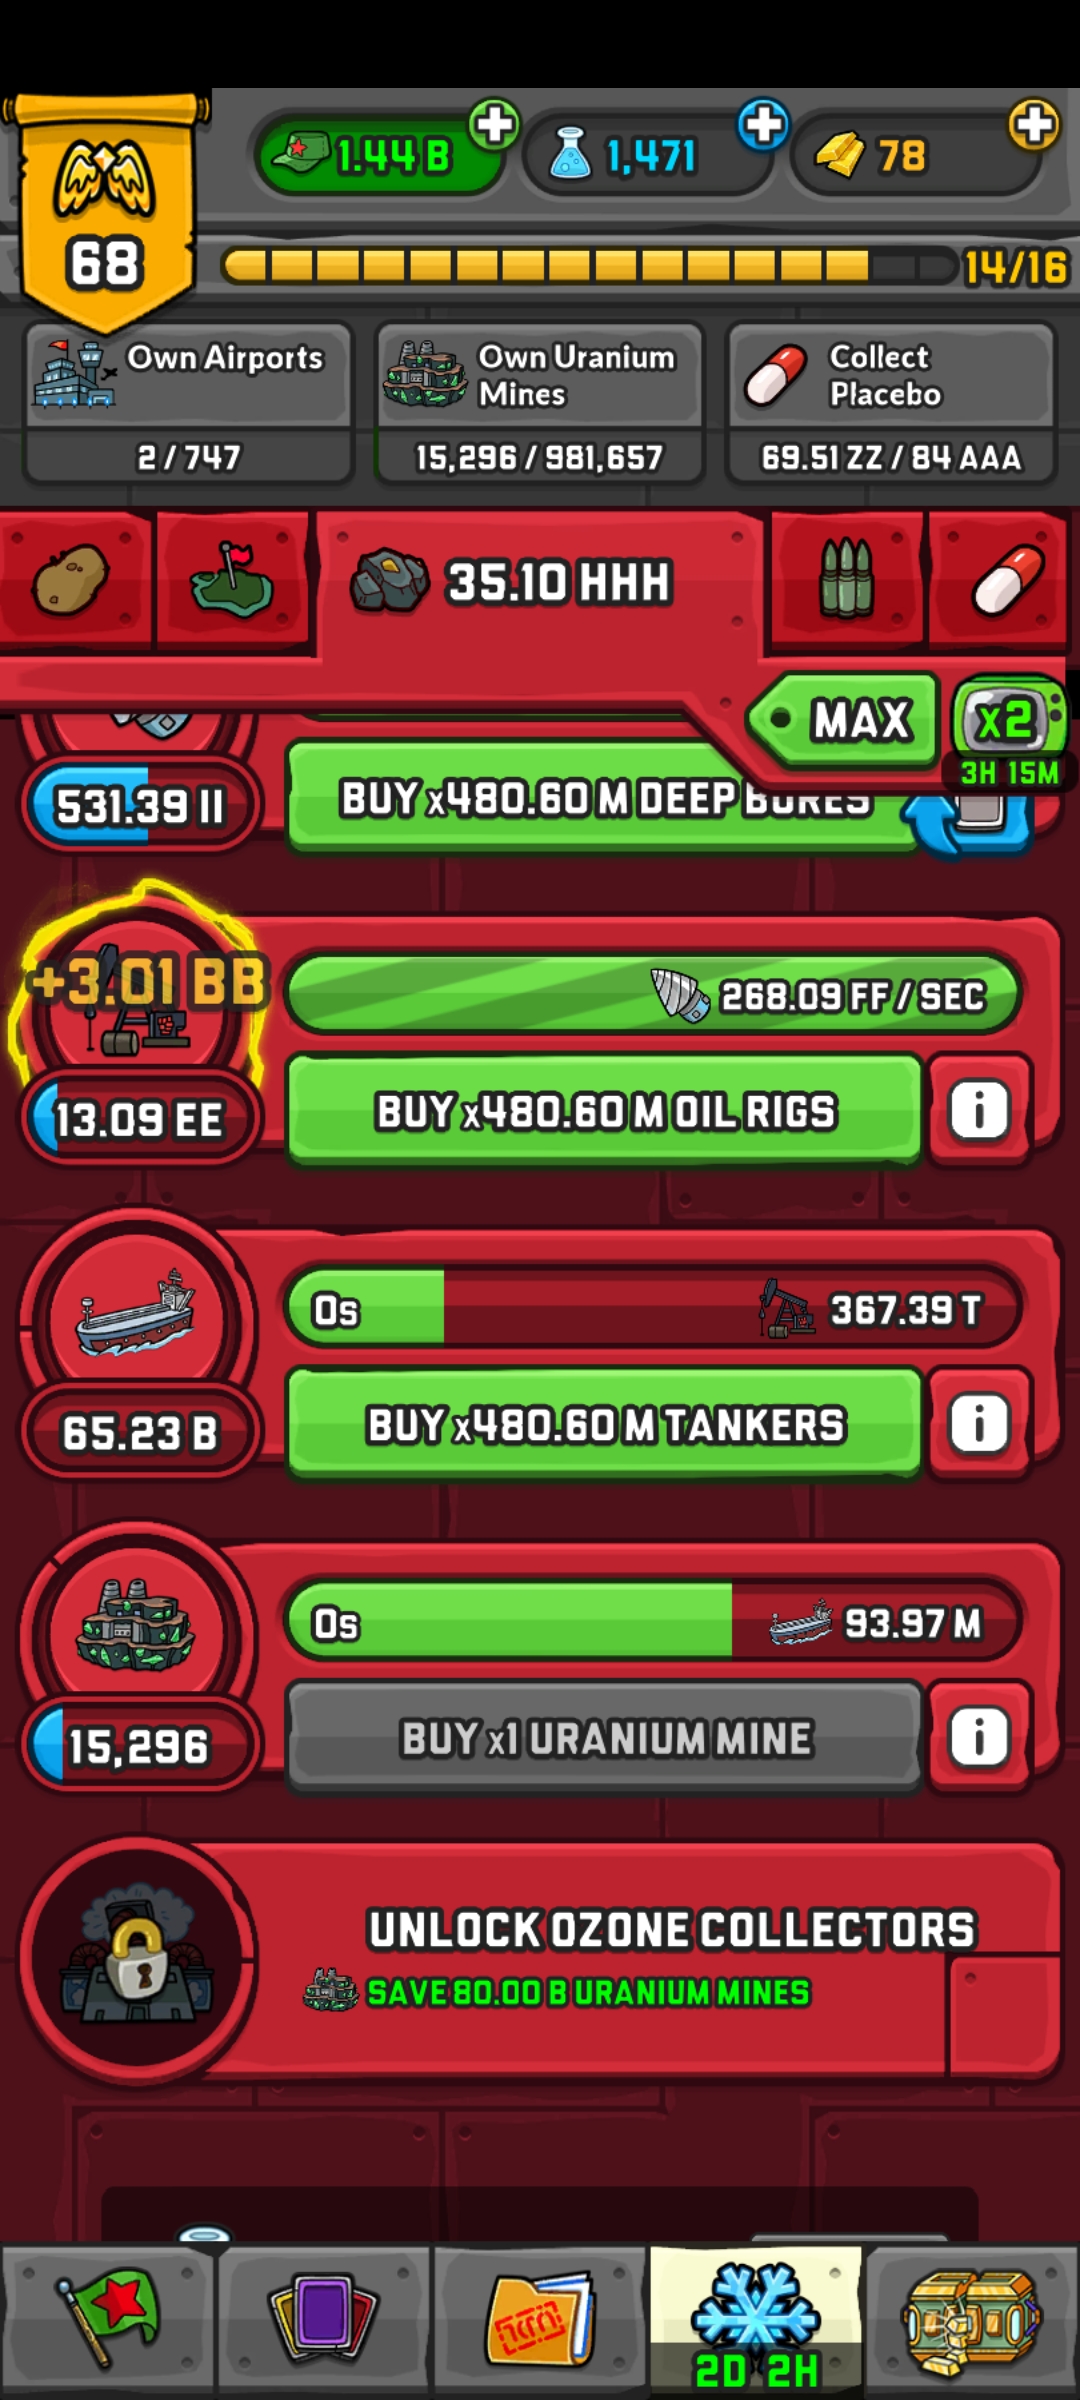 1.44 B
1,471
78
68
14/16
Own Airports
2 / 747
Own Uranium
Mines
15,296 / 981,657
Collect
Placebo
69.51 ZZ / 84 AAA
35.10 HHH
MAX
x2
3H 15M
531.39 II
BUY x480.60 M DEEP BORES
+3.01 BB
268.09 FF / SEC
13.09 EE
BUY x480.60 M OIL RIGS
i
0s
367.39 T
65.23 B
BUY x480.60 M TANKERS
i
0s
93.97 M
15,296
BUY x1 URANIUM MINE
i
UNLOCK OZONE COLLECTORS
SAVE 80.00 B URANIUM MINES
2D 2H